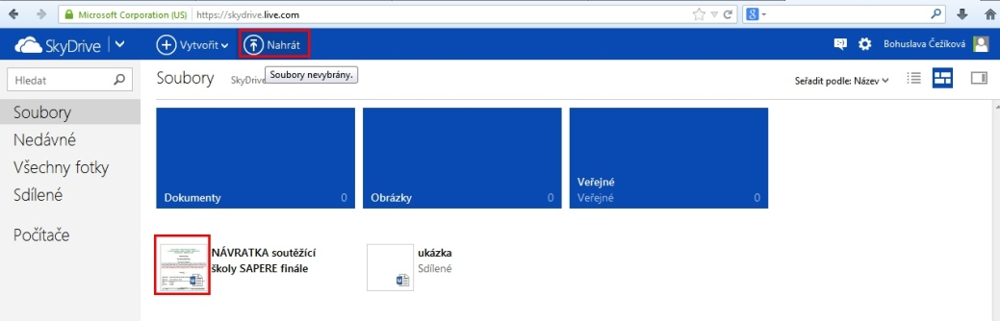 Microsoft Corporation (US) https://skydrive.live.com
SkyDrive Vytvořit Nahrát Bohuslava Čežíková
Hledat Soubory SkyDrive Soubory nevybrány. Seřadit podle: Název
Soubory
Nedávné
Všechny fotky
Sdílené
Počítače
Dokumenty 0
Obrázky 0
Veřejné
Veřejné 0
NÁVRATKA soutěžící
školy SAPERE finále
ukázka
Sdílené